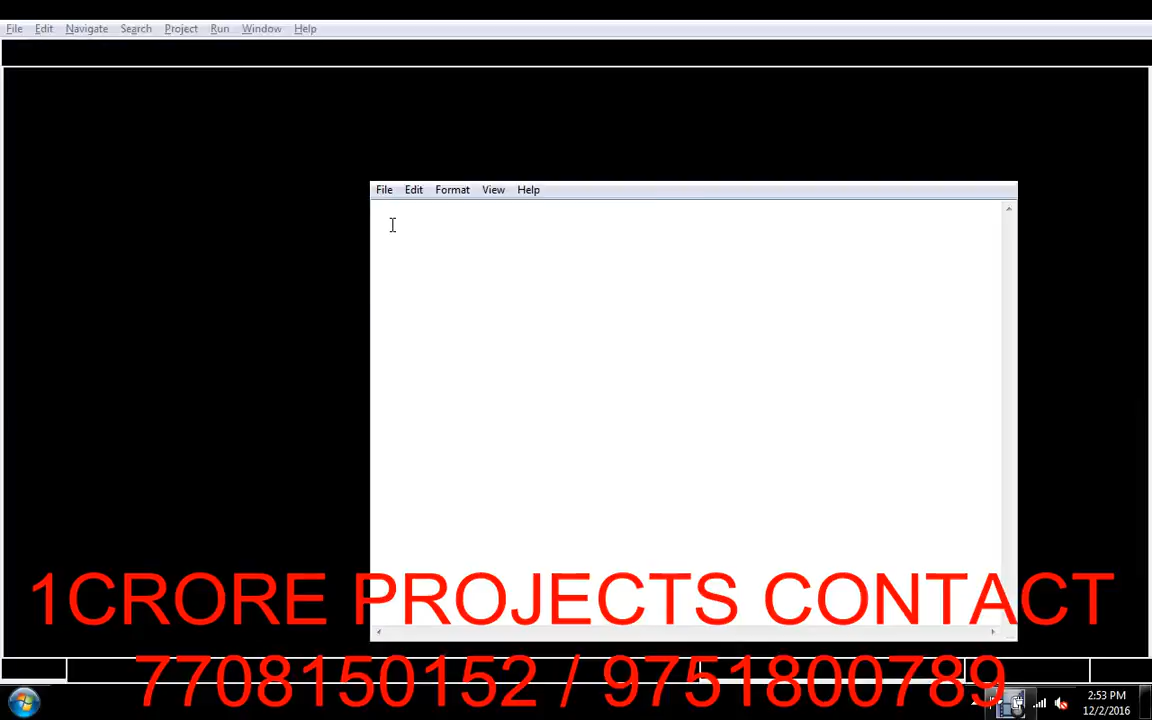 File Edit Navigate Search Project Run Window Help
File Edit Format View Help
1CRORE PROJECTS CONTACT
7708150152 / 9751800789
2:53 PM
12/2/2016